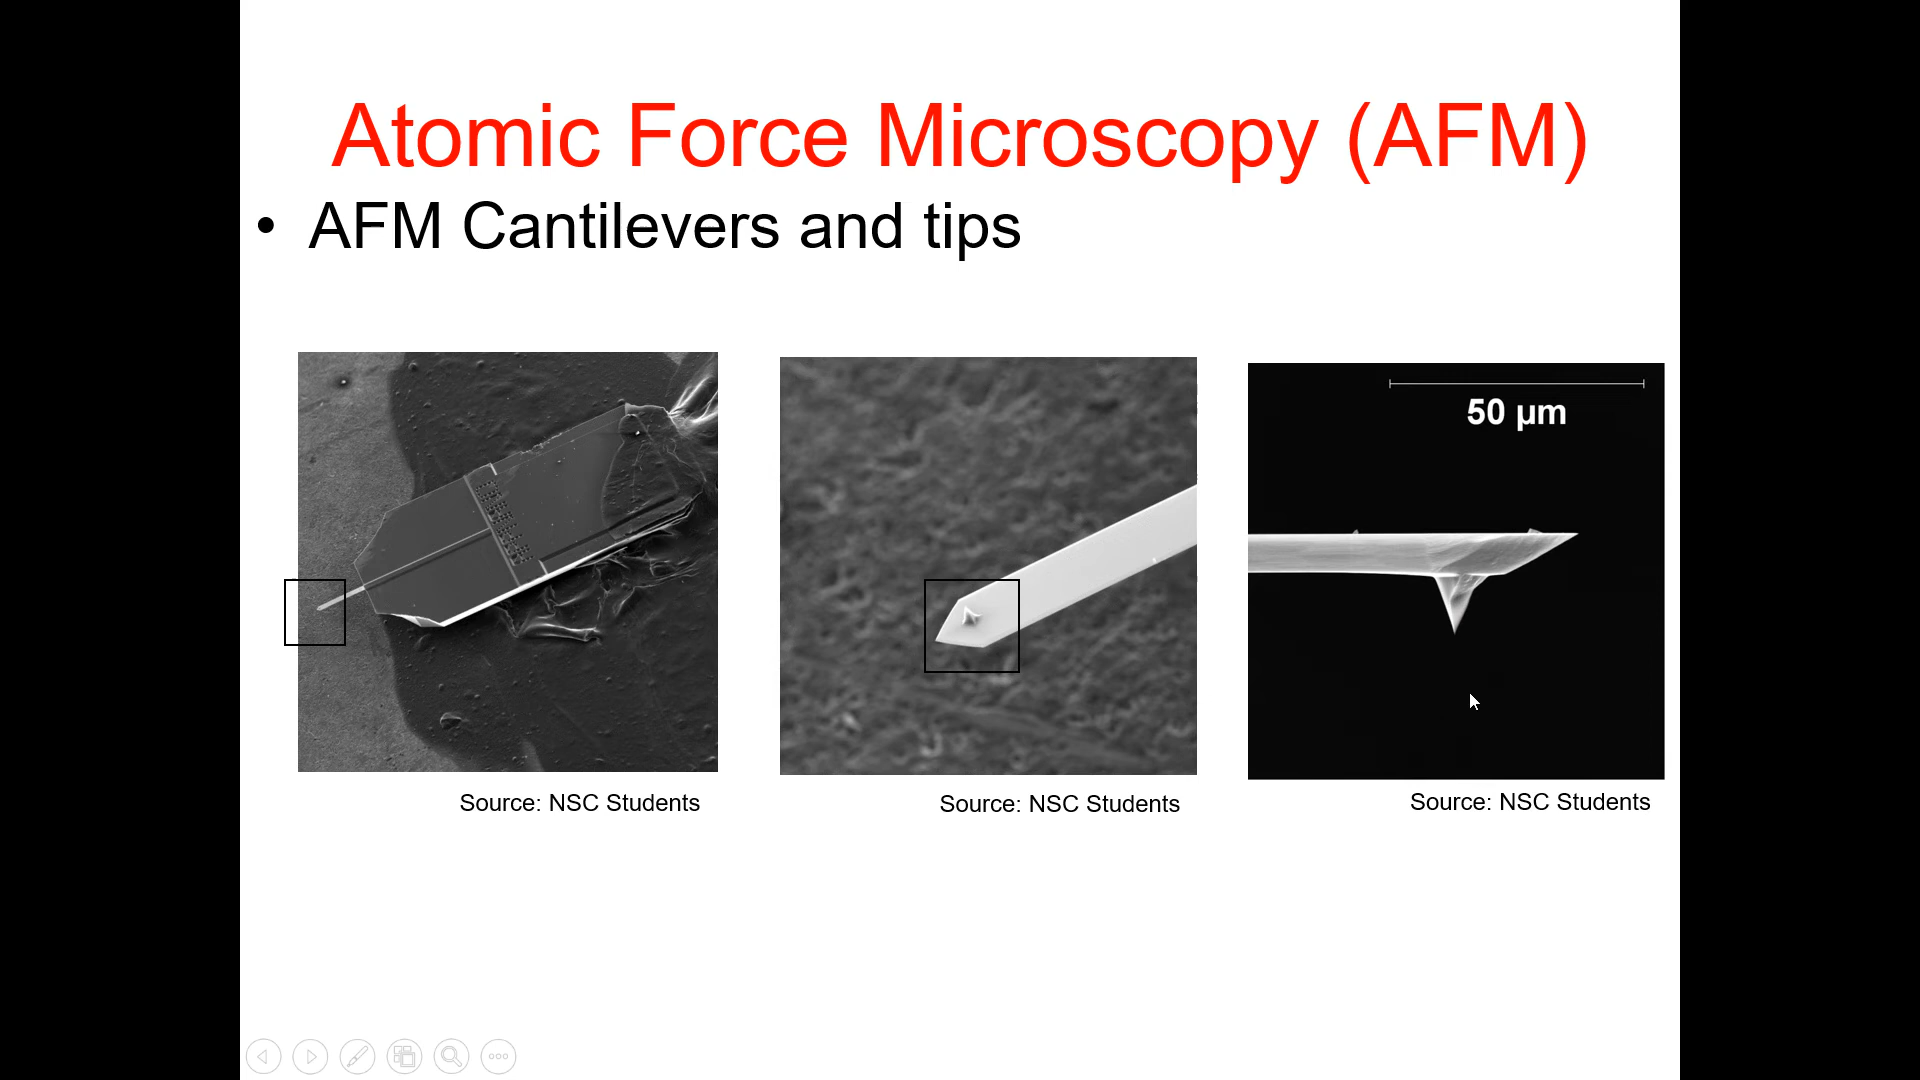 Atomic Force Microscopy (AFM)
• AFM Cantilevers and tips
50 µm
Source: NSC Students
Source: NSC Students
Source: NSC Students